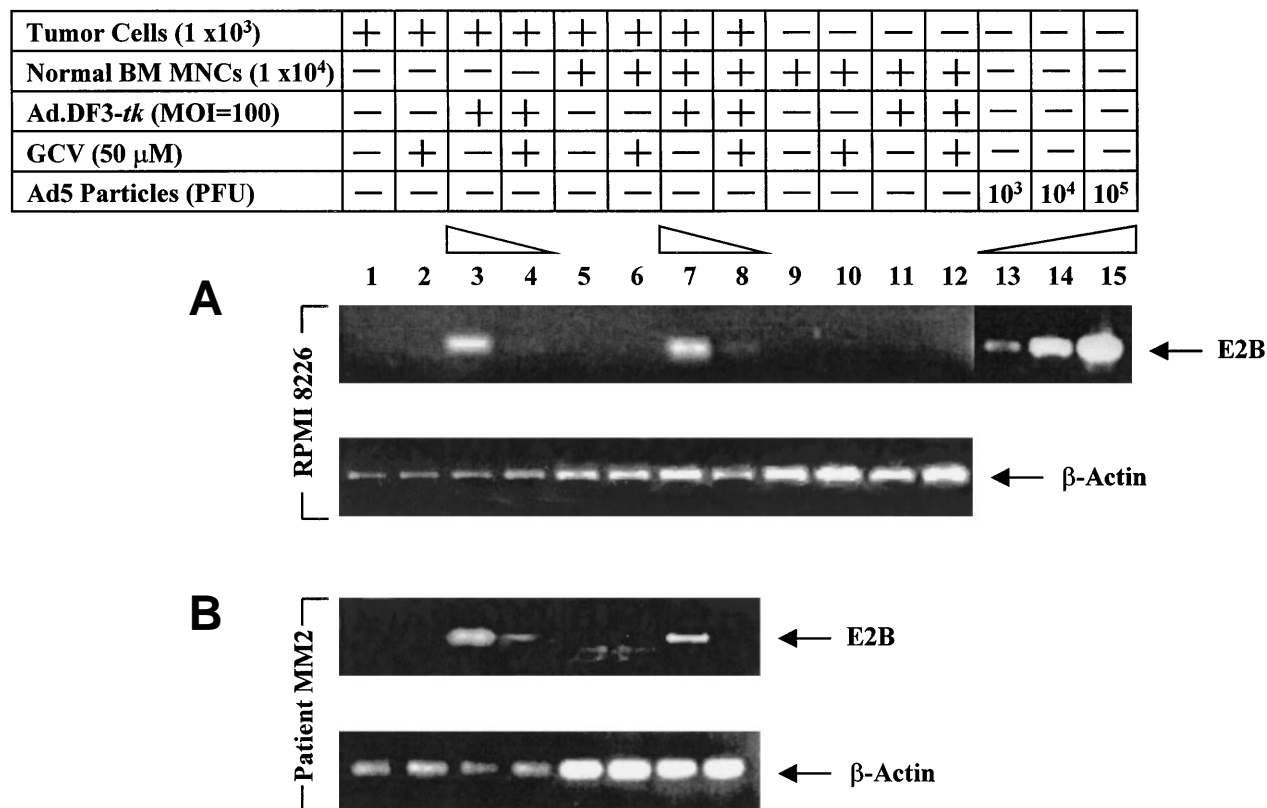 Tumor Cells (1 x10³) + + + + + + + + — — — — — — —
Normal BM MNCs (1 x10⁴) — — — — + + + + + + + + — — —
Ad.DF3-tk (MOI=100) — — + + — — + + — — + + — — —
GCV (50 μM) — + — + — + — + — + — + — — —
Ad5 Particles (PFU) — — — — — — — — — — — — 10³ 10⁴ 10⁵
1 2 3 4 5 6 7 8 9 10 11 12 13 14 15
A
RPMI 8226
E2B
β-Actin
B
Patient MM2
E2B
β-Actin